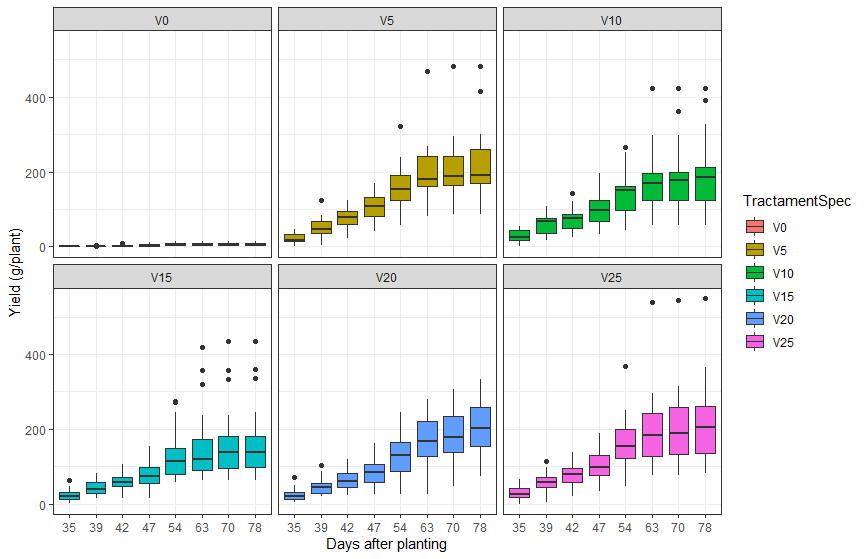 V0 V5 V10
400
200
0
V15 V20 V25
400
200
0
Yield (g/plant)
35 39 42 47 54 63 70 78 35 39 42 47 54 63 70 78 35 39 42 47 54 63 70 78
Days after planting
TractamentSpec
V0
V5
V10
V15
V20
V25